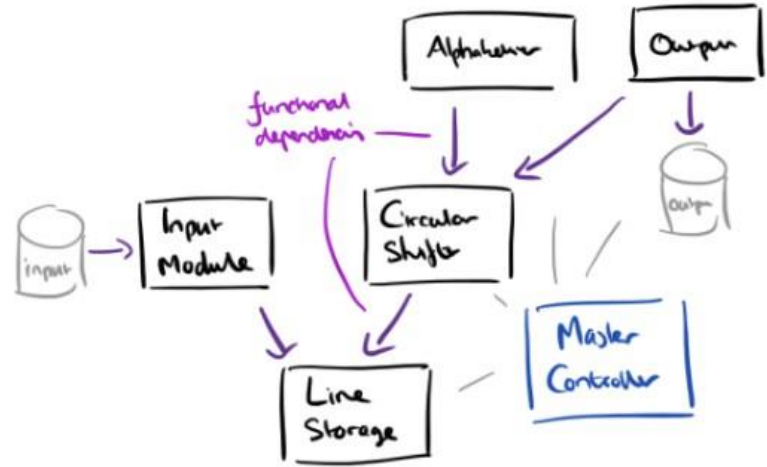 Alphabetizer
Output
functional
dependencies
Input
Module
Circular
Shifter
input
output
Master
Controller
Line
Storage